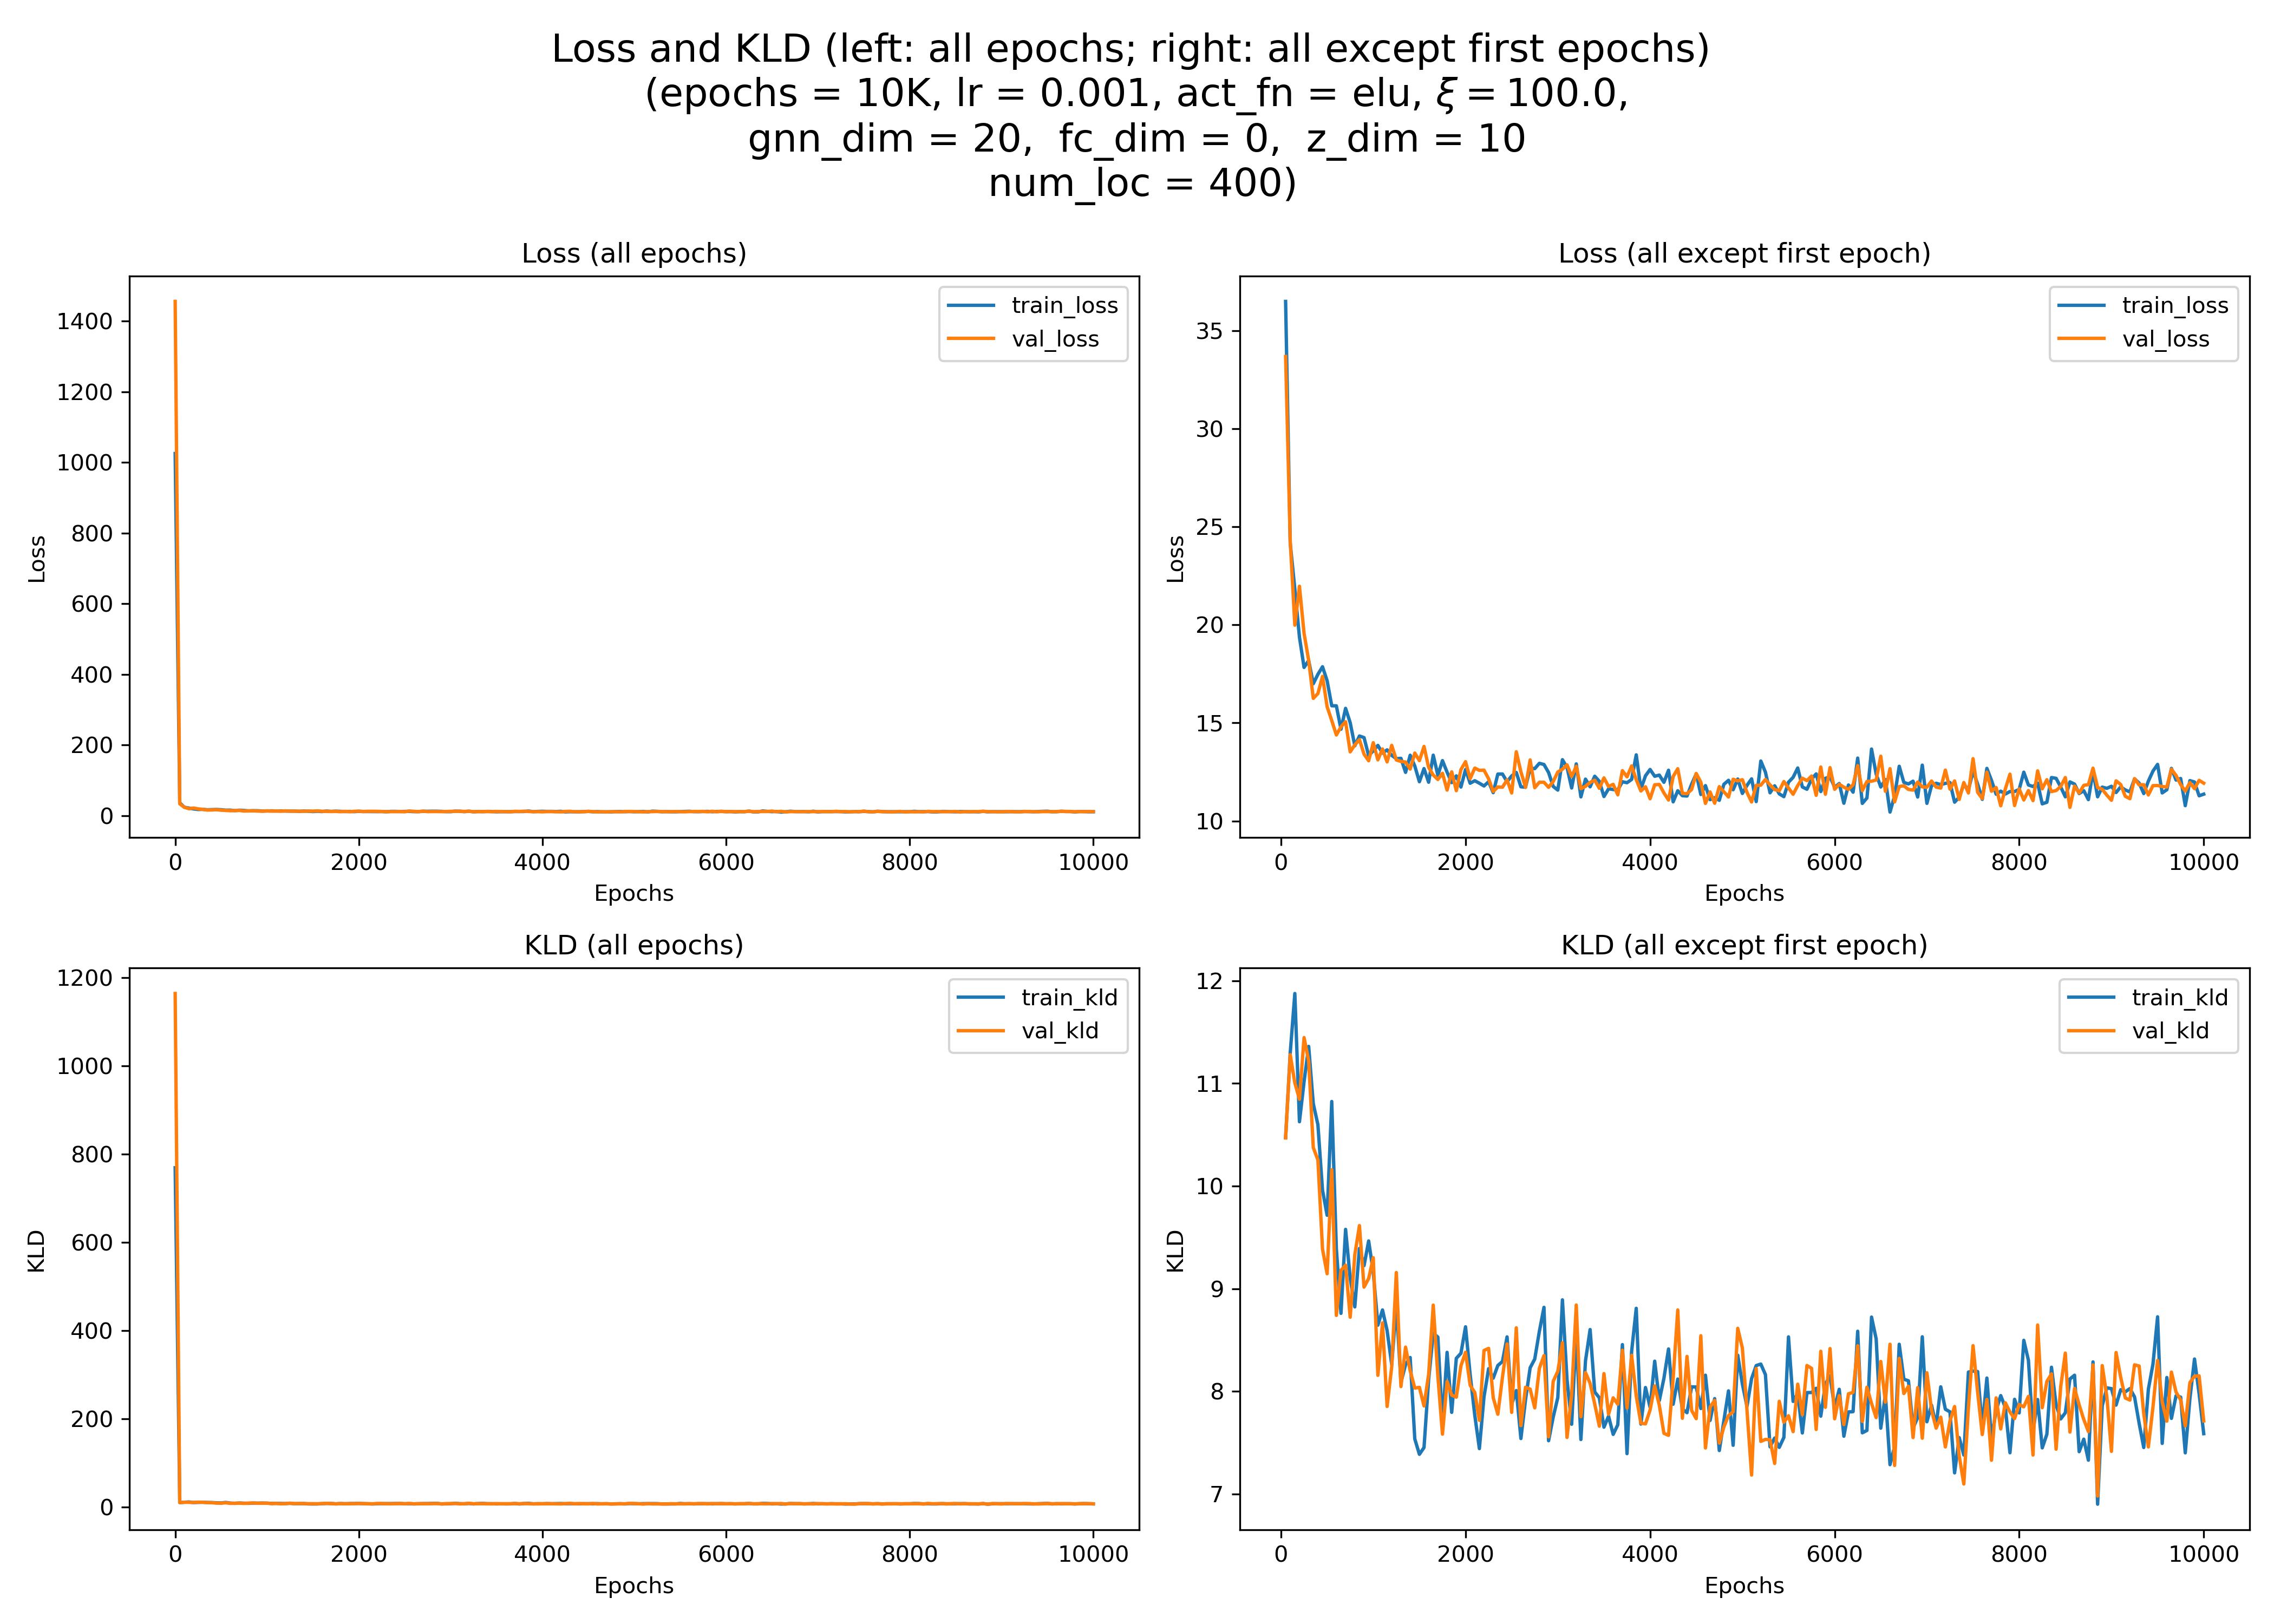 Loss and KLD (left: all epochs; right: all except first epochs)
(epochs = 10K, lr = 0.001, act_fn = elu, ξ = 100.0,
gnn_dim = 20, fc_dim = 0, z_dim = 10
num_loc = 400)
Loss (all epochs)
train_loss
val_loss
1400
1200
1000
800
600
400
200
0
Loss
0 2000 4000 6000 8000 10000
Epochs
Loss (all except first epoch)
train_loss
val_loss
35
30
25
20
15
10
Loss
0 2000 4000 6000 8000 10000
Epochs
KLD (all epochs)
train_kld
val_kld
1200
1000
800
600
400
200
0
KLD
0 2000 4000 6000 8000 10000
Epochs
KLD (all except first epoch)
train_kld
val_kld
12
11
10
9
8
7
KLD
0 2000 4000 6000 8000 10000
Epochs